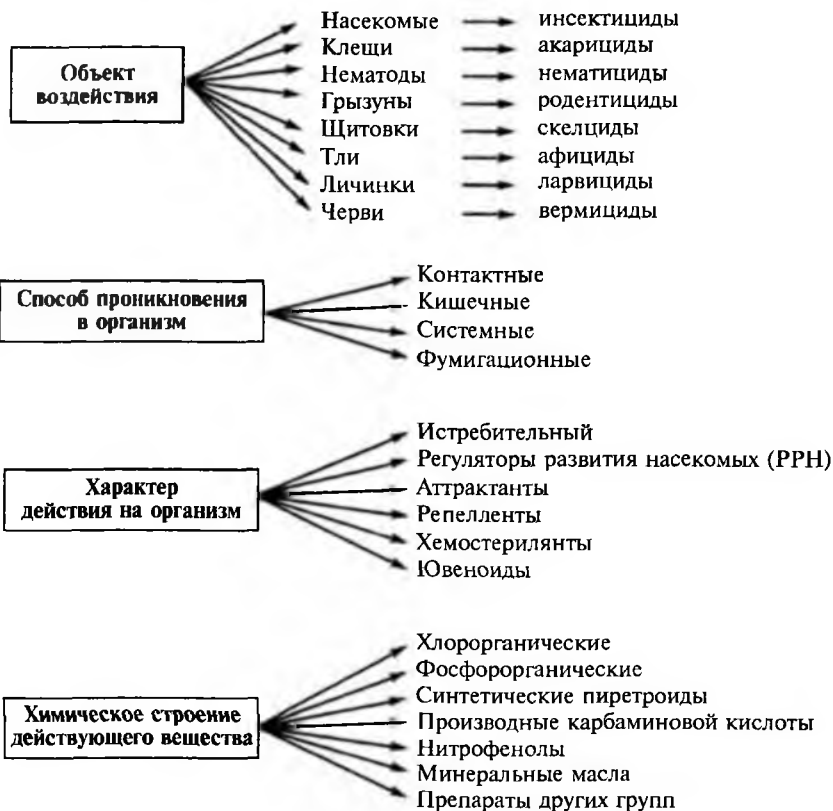 Насекомые → инсектициды
Клещи → акарициды
Объект
воздействия
Нематоды → нематициды
Грызуны → родентициды
Щитовки → скелциды
Тли → афициды
Личинки → ларвициды
Черви → вермициды
Способ проникновения
в организм
Контактные
Кишечные
Системные
Фумигационные
Характер
действия на организм
Истребительный
Регуляторы развития насекомых (РРН)
Аттрактанты
Репелленты
Хемостерилянты
Ювеноиды
Химическое строение
действующего вещества
Хлорорганические
Фосфорорганические
Синтетические пиретроиды
Производные карбаминовой кислоты
Нитрофенолы
Минеральные масла
Препараты других групп